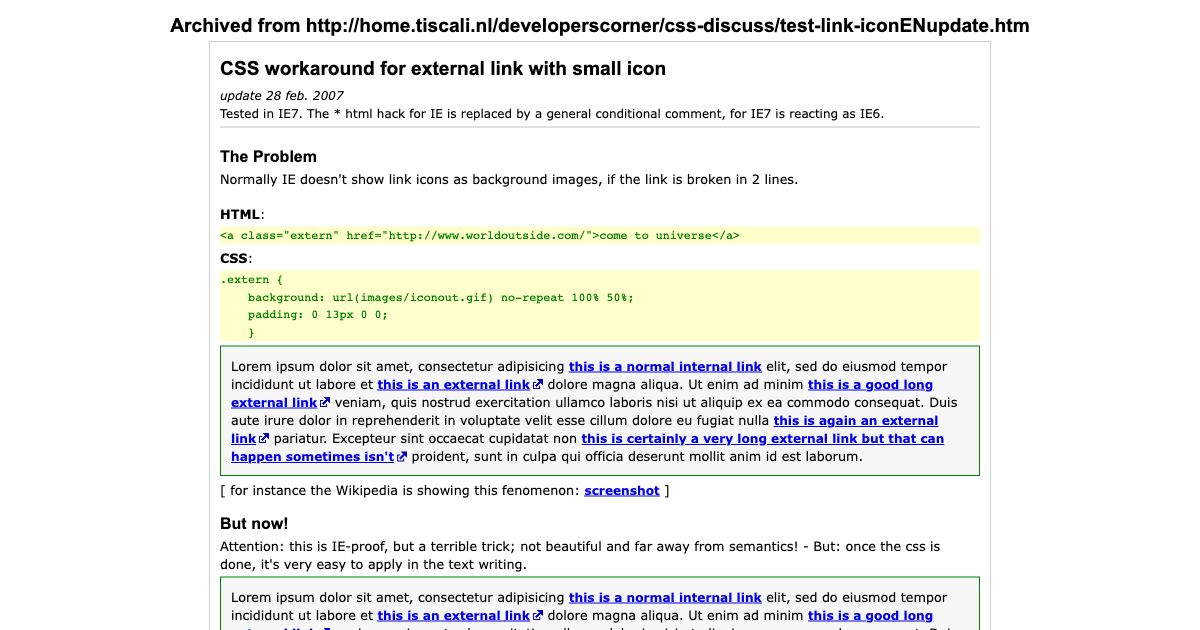 Archived from http://home.tiscali.nl/developerscorner/css-discuss/test-link-iconENupdate.htm
CSS workaround for external link with small icon
update 28 feb. 2007
Tested in IE7. The * html hack for IE is replaced by a general conditional comment, for IE7 is reacting as IE6.
The Problem
Normally IE doesn't show link icons as background images, if the link is broken in 2 lines.
HTML:
<a class="extern" href="http://www.worldoutside.com/">come to universe</a>
CSS:
.extern {
    background: url(images/iconout.gif) no-repeat 100% 50%;
    padding: 0 13px 0 0;
    }
Lorem ipsum dolor sit amet, consectetur adipisicing this is a normal internal link elit, sed do eiusmod tempor
incididunt ut labore et this is an external link dolore magna aliqua. Ut enim ad minim this is a good long
external link veniam, quis nostrud exercitation ullamco laboris nisi ut aliquip ex ea commodo consequat. Duis
aute irure dolor in reprehenderit in voluptate velit esse cillum dolore eu fugiat nulla this is again an external
link pariatur. Excepteur sint occaecat cupidatat non this is certainly a very long external link but that can
happen sometimes isn't proident, sunt in culpa qui officia deserunt mollit anim id est laborum.
[ for instance the Wikipedia is showing this fenomenon: screenshot ]
But now!
Attention: this is IE-proof, but a terrible trick; not beautiful and far away from semantics! - But: once the css is
done, it's very easy to apply in the text writing.
Lorem ipsum dolor sit amet, consectetur adipisicing this is a normal internal link elit, sed do eiusmod tempor
incididunt ut labore et this is an external link dolore magna aliqua. Ut enim ad minim this is a good long